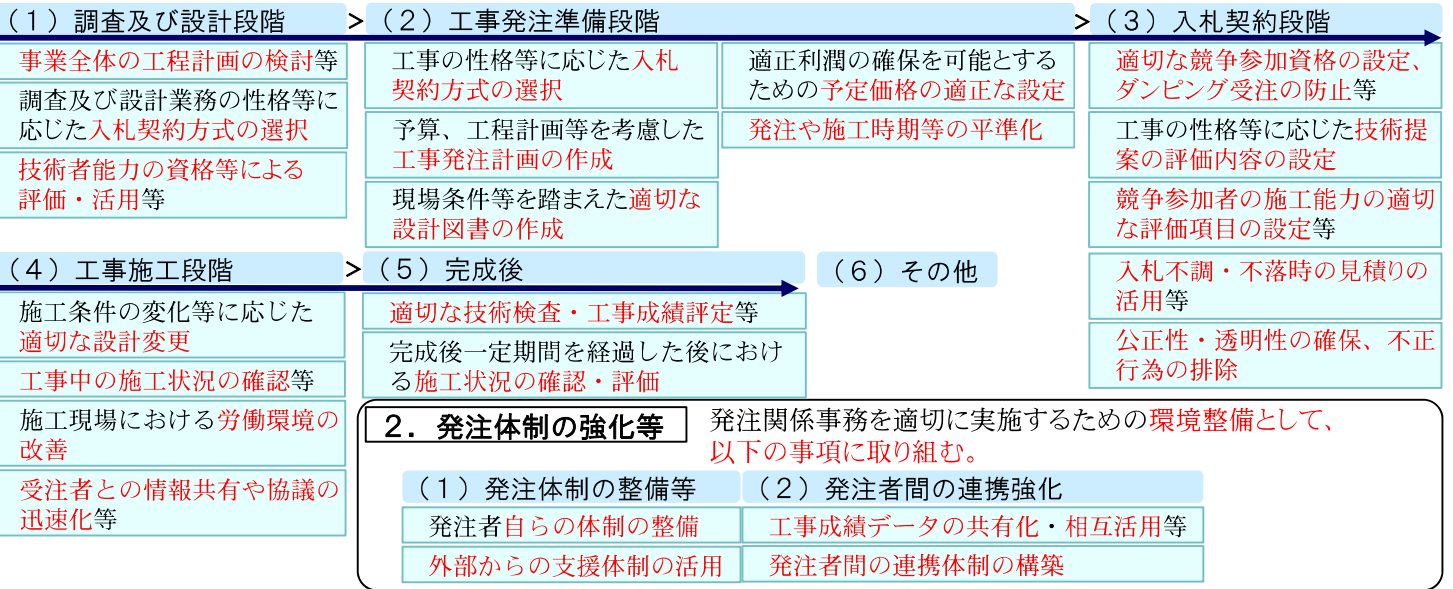 （１）調査及び設計段階
事業全体の工程計画の検討等
調査及び設計業務の性格等に
応じた入札契約方式の選択
技術者能力の資格等による
評価・活用等
＞
（２）工事発注準備段階
工事の性格等に応じた入札
契約方式の選択
予算、工程計画等を考慮した
工事発注計画の作成
現場条件等を踏まえた適切な
設計図書の作成
適正利潤の確保を可能とする
ための予定価格の適正な設定
発注や施工時期等の平準化
＞
（３）入札契約段階
適切な競争参加資格の設定、
ダンピング受注の防止等
工事の性格等に応じた技術提
案の評価内容の設定
競争参加者の施工能力の適切
な評価項目の設定等
入札不調・不落時の見積りの
活用等
公正性・透明性の確保、不正
行為の排除
（４）工事施工段階
施工条件の変化等に応じた
適切な設計変更
工事中の施工状況の確認等
施工現場における労働環境の
改善
受注者との情報共有や協議の
迅速化等
＞
（５）完成後
適切な技術検査・工事成績評定等
完成後一定期間を経過した後におけ
る施工状況の確認・評価
（６）その他
２．発注体制の強化等
発注関係事務を適切に実施するための環境整備として、
以下の事項に取り組む。
（１）発注体制の整備等
発注者自らの体制の整備
外部からの支援体制の活用
（２）発注者間の連携強化
工事成績データの共有化・相互活用等
発注者間の連携体制の構築